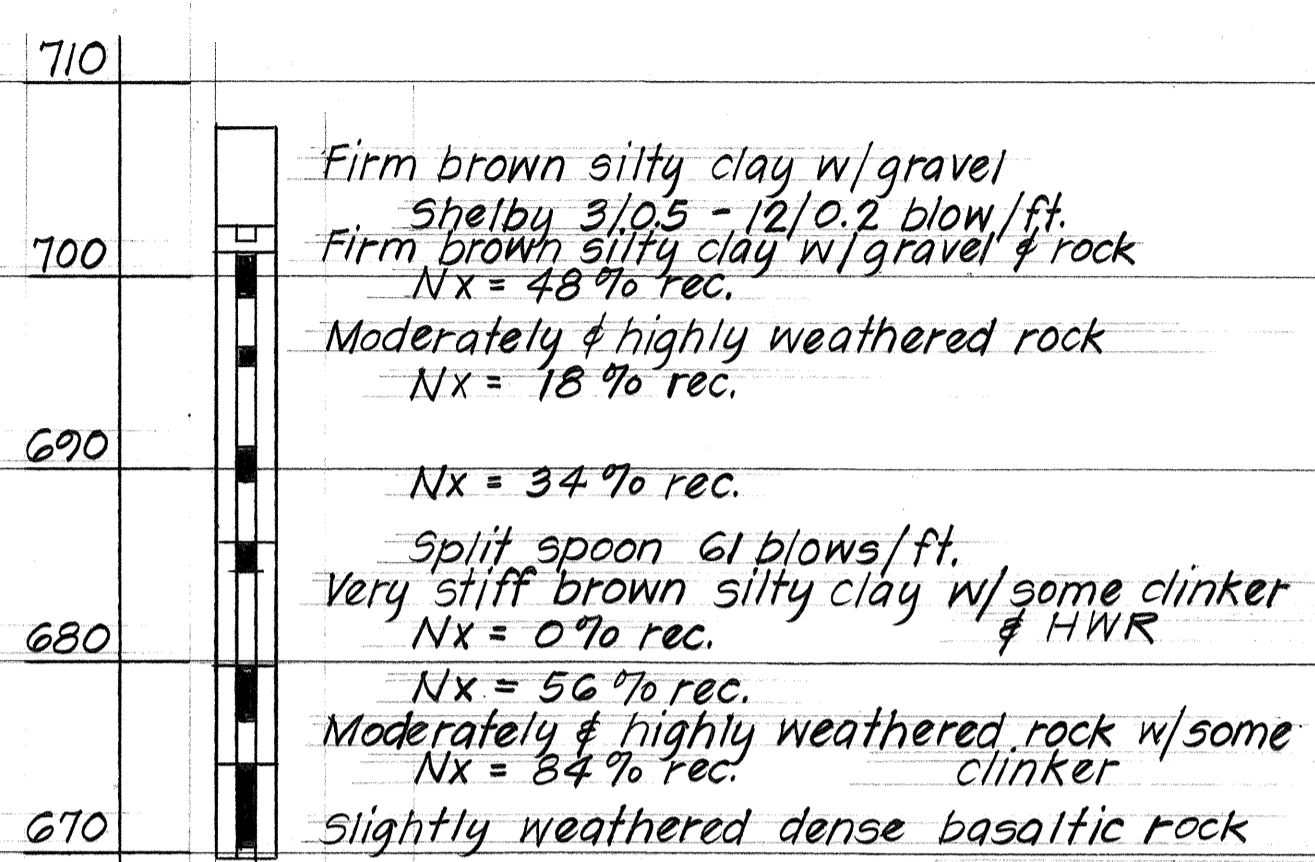 710
Firm brown silty clay w/gravel
Shelby 3/0.5 - 12/0.2 blow/ft.
700
Firm brown silty clay w/gravel & rock
Nx = 48% rec.
Moderately & highly weathered rock
Nx = 18% rec.
690
Nx = 34% rec.
Split spoon 61 blows/ft.
Very stiff brown silty clay w/some clinker
& HWR
680
Nx = 0% rec.
Nx = 56% rec.
Moderately & highly weathered rock w/some
clinker
Nx = 84% rec.
670
Slightly weathered dense basaltic rock